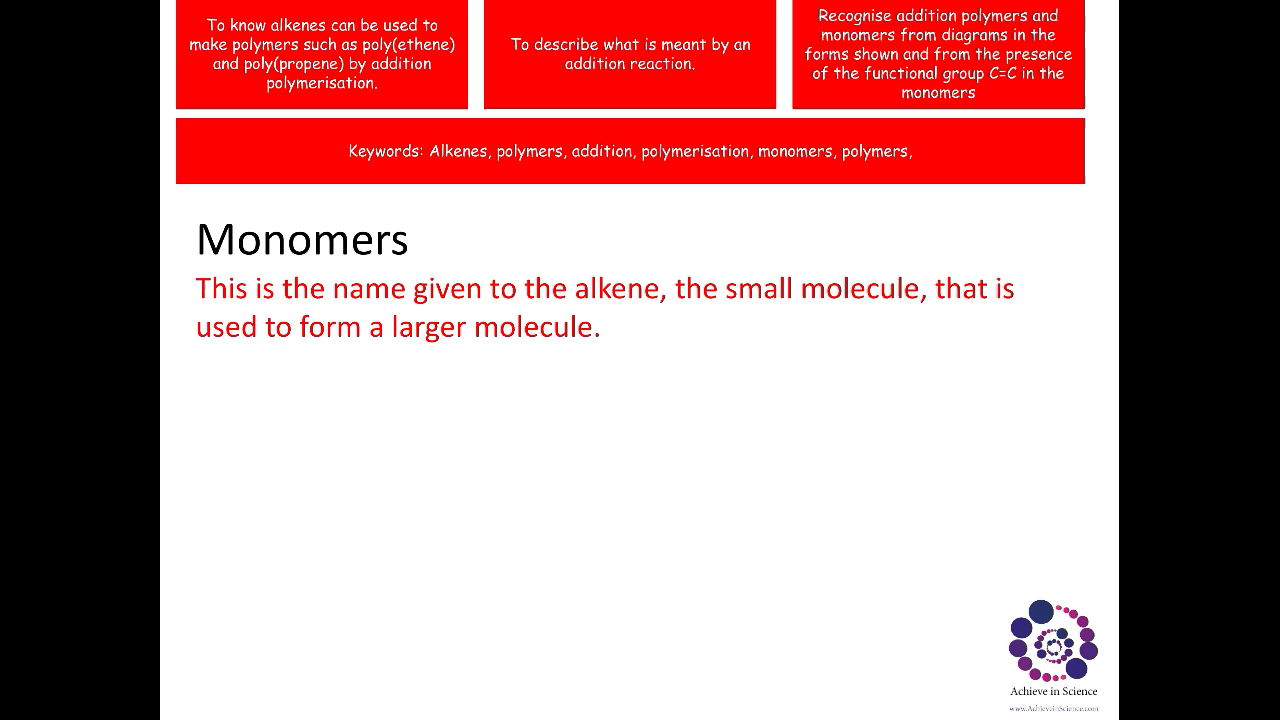 To know alkenes can be used to
make polymers such as poly(ethene)
and poly(propene) by addition
polymerisation.
To describe what is meant by an
addition reaction.
Recognise addition polymers and
monomers from diagrams in the
forms shown and from the presence
of the functional group C=C in the
monomers
Keywords: Alkenes, polymers, addition, polymerisation, monomers, polymers,
Monomers
This is the name given to the alkene, the small molecule, that is
used to form a larger molecule.
Achieve in Science
www.AchieveinScience.com